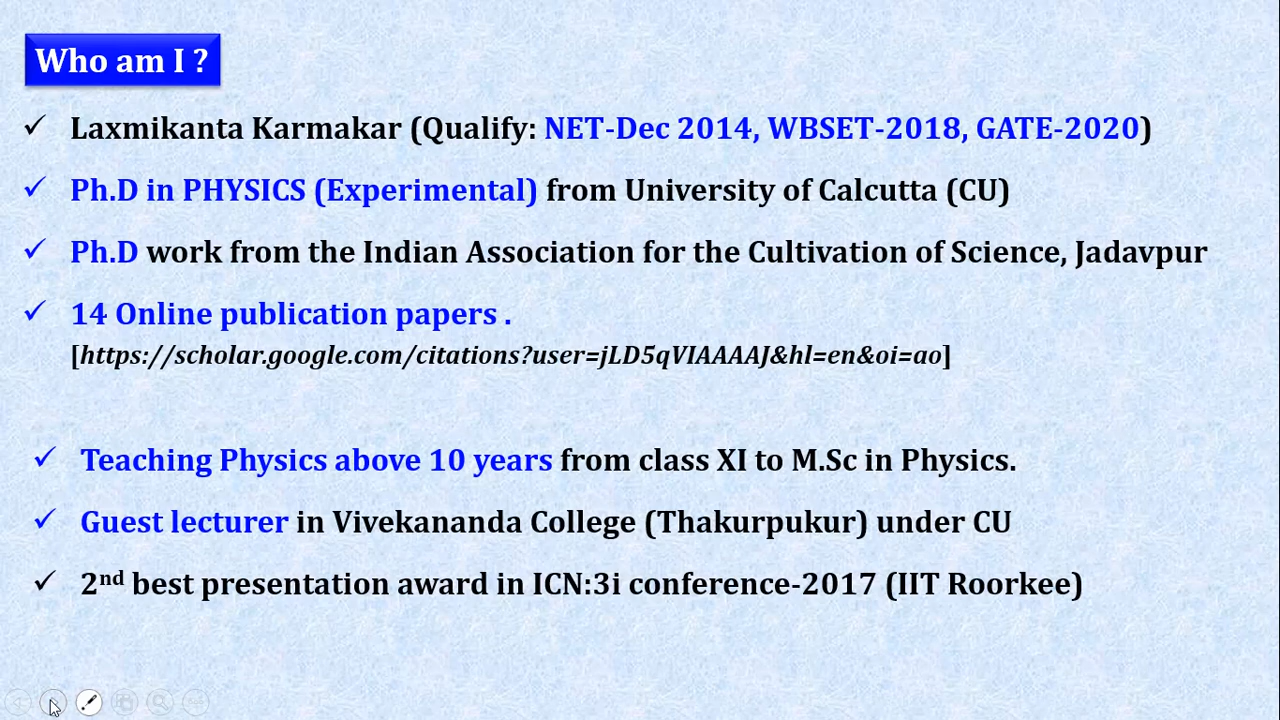 Who am I ?
✓ Laxmikanta Karmakar (Qualify: NET-Dec 2014, WBSET-2018, GATE-2020)
✓ Ph.D in PHYSICS (Experimental) from University of Calcutta (CU)
✓ Ph.D work from the Indian Association for the Cultivation of Science, Jadavpur
✓ 14 Online publication papers .
[https://scholar.google.com/citations?user=jLD5qVIAAAAJ&hl=en&oi=ao]
✓ Teaching Physics above 10 years from class XI to M.Sc in Physics.
✓ Guest lecturer in Vivekananda College (Thakurpukur) under CU
✓ 2nd best presentation award in ICN:3i conference-2017 (IIT Roorkee)